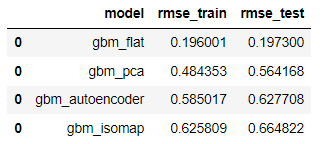 model rmse_train rmse_test
0 gbm_flat 0.196001 0.197300
0 gbm_pca 0.484353 0.564168
0 gbm_autoencoder 0.585017 0.627708
0 gbm_isomap 0.625809 0.664822